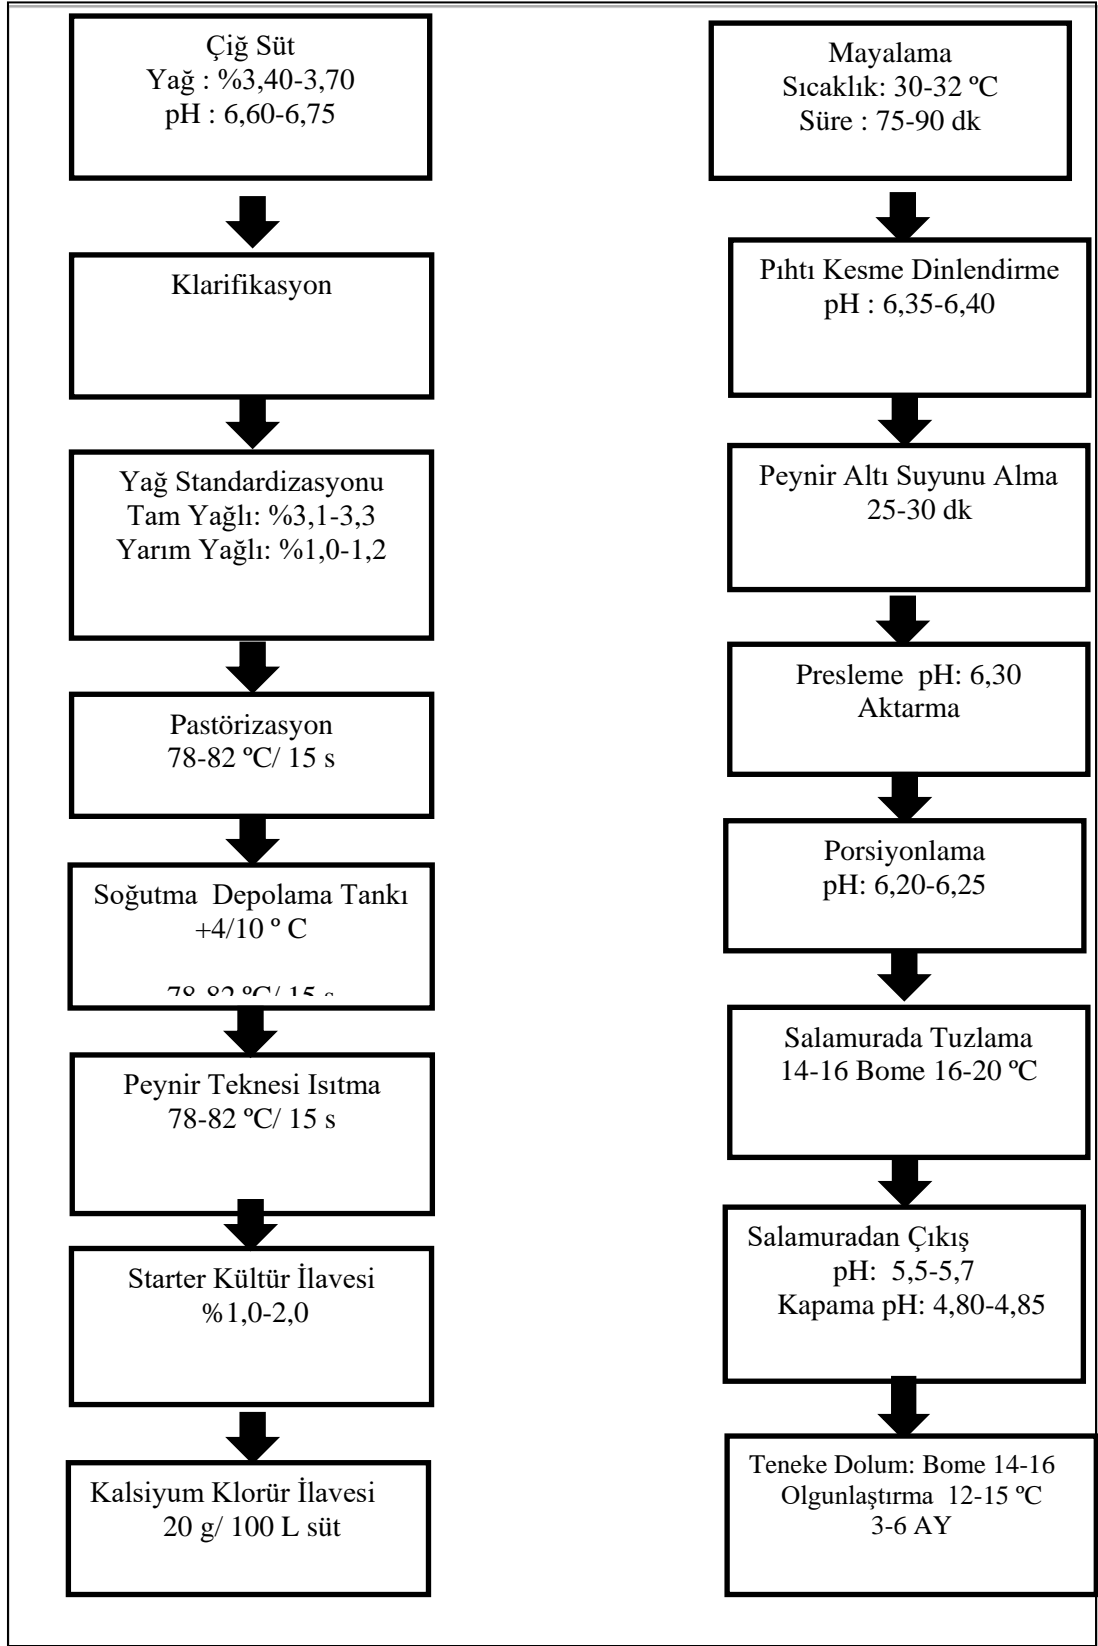 Çiğ Süt
Yağ : %3,40-3,70
pH : 6,60-6,75
Klarifikasyon
Yağ Standardizasyonu
Tam Yağlı: %3,1-3,3
Yarım Yağlı: %1,0-1,2
Pastörizasyon
78-82 ºC/ 15 s
Soğutma Depolama Tankı
+4/10 º C
78-82 ºC/ 15 s
Peynir Teknesi Isıtma
78-82 ºC/ 15 s
Starter Kültür İlavesi
%1,0-2,0
Kalsiyum Klorür İlavesi
20 g/ 100 L süt
Mayalama
Sıcaklık: 30-32 ºC
Süre : 75-90 dk
Pıhtı Kesme Dinlendirme
pH : 6,35-6,40
Peynir Altı Suyunu Alma
25-30 dk
Presleme pH: 6,30
Aktarma
Porsiyonlama
pH: 6,20-6,25
Salamurada Tuzlama
14-16 Bome 16-20 ºC
Salamuradan Çıkış
pH: 5,5-5,7
Kapama pH: 4,80-4,85
Teneke Dolum: Bome 14-16
Olgunlaştırma 12-15 ºC
3-6 AY